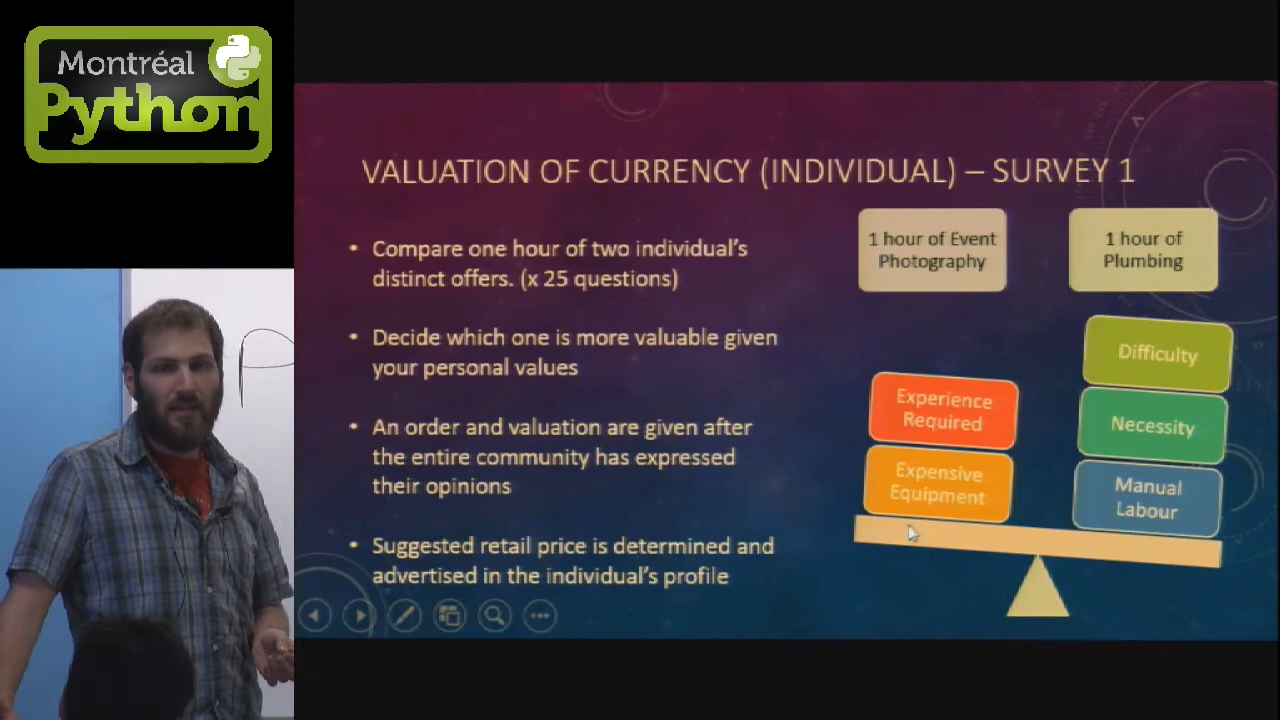 Montréal
Python
P
VALUATION OF CURRENCY (INDIVIDUAL) – SURVEY 1
• Compare one hour of two individual's
distinct offers. (x 25 questions)
• Decide which one is more valuable given
your personal values
• An order and valuation are given after
the entire community has expressed
their opinions
• Suggested retail price is determined and
advertised in the individual's profile
1 hour of Event
Photography
1 hour of
Plumbing
Experience
Required
Expensive
Equipment
Difficulty
Necessity
Manual
Labour